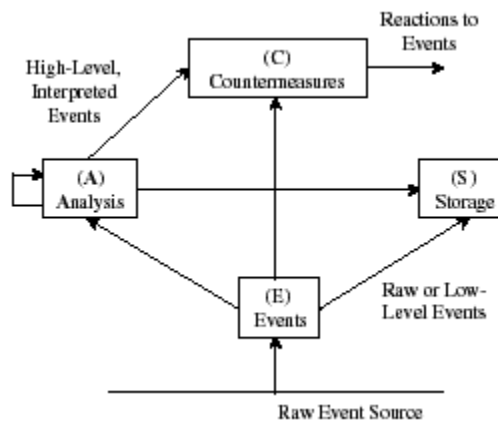 Reactions to
Events
(C)
Countermeasures
High-Level,
Interpreted
Events
(A)
Analysis
(S)
Storage
(E)
Events
Raw or Low-
Level Events
Raw Event Source